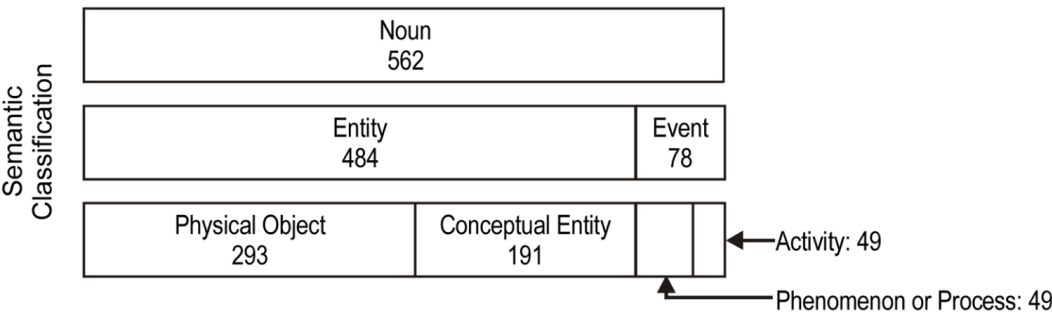 Semantic
Classification
Noun
562
Entity
484
Event
78
Physical Object
293
Conceptual Entity
191
Activity: 49
Phenomenon or Process: 49